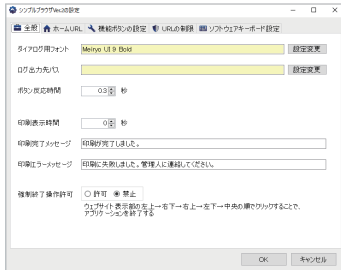 シンプルブラウザVer.2の設定
全般 ホームURL 機能ボタンの設定 URLの制限 ソフトウェアキーボード設定
ダイアログ用フォント Meiryo UI 9 Bold 設定変更
ログ出力先パス 設定変更
ボタン反応時間 0.3 秒
印刷表示時間 0 秒
印刷完了メッセージ 印刷が完了しました。
印刷エラーメッセージ 印刷に失敗しました。管理人に連絡してください。
強制終了操作許可 許可 禁止
ウェブサイト表示部の左上→右下→右上→左下→中央の順でクリックすることで、
アプリケーションを終了する
OK キャンセル